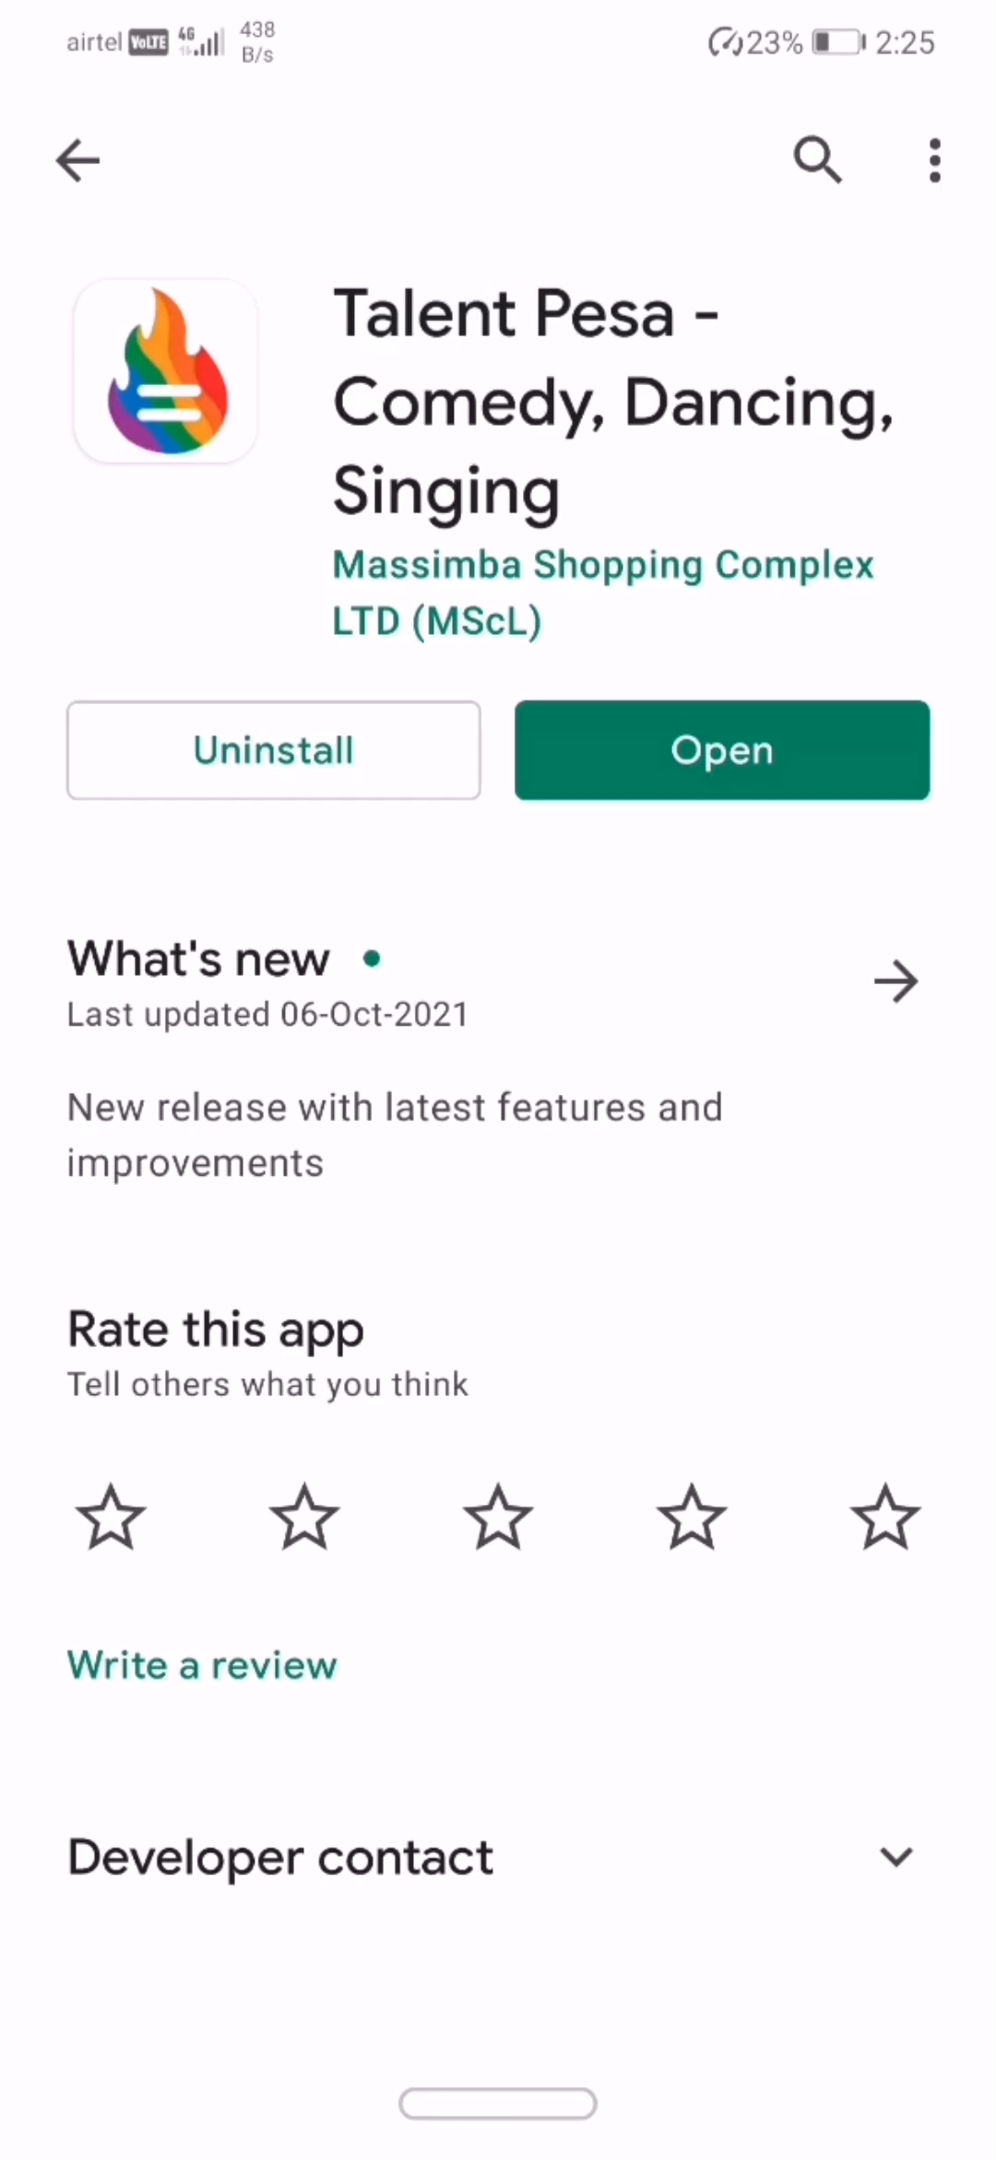 airtel VoLTE 4G 438 B/s 23% 2:25
Talent Pesa -
Comedy, Dancing,
Singing
Massimba Shopping Complex
LTD (MScL)
Uninstall
Open
What's new
Last updated 06-Oct-2021
New release with latest features and
improvements
Rate this app
Tell others what you think
Write a review
Developer contact